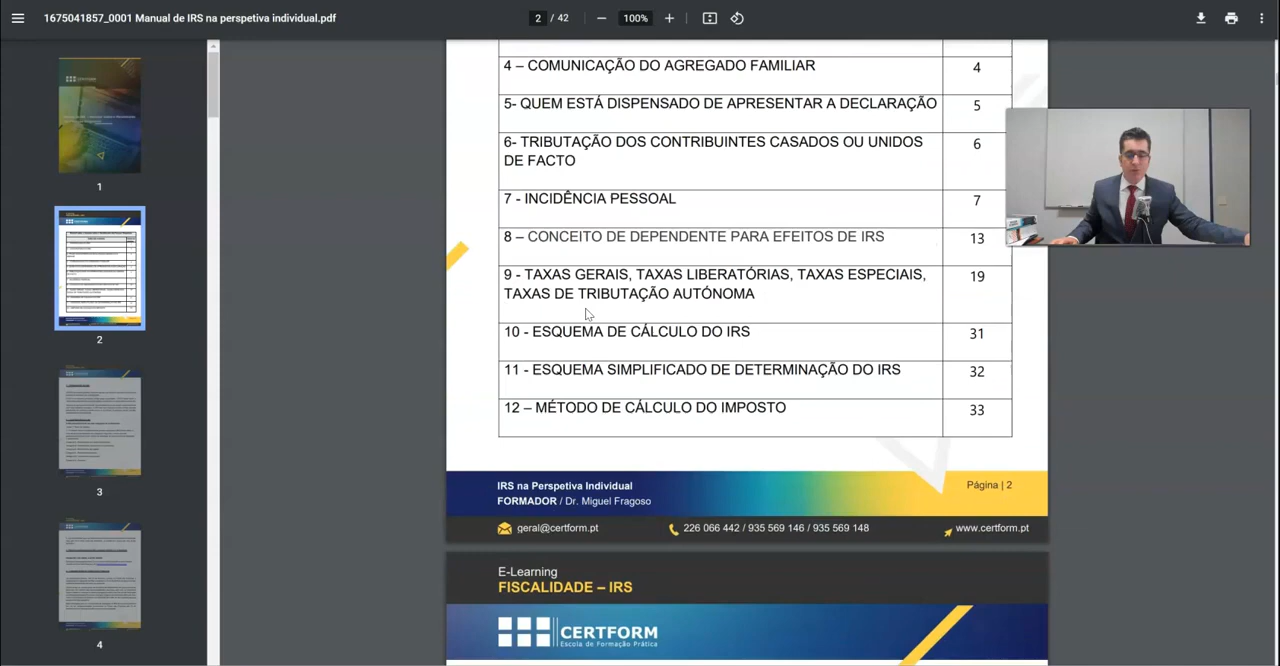 1675041857_0001 Manual de IRS na perspetiva individual.pdf
2 / 42
100%
4 – COMUNICAÇÃO DO AGREGADO FAMILIAR 4
5- QUEM ESTÁ DISPENSADO DE APRESENTAR A DECLARAÇÃO 5
6- TRIBUTAÇÃO DOS CONTRIBUINTES CASADOS OU UNIDOS 6
DE FACTO
7 - INCIDÊNCIA PESSOAL 7
8 – CONCEITO DE DEPENDENTE PARA EFEITOS DE IRS 13
9 - TAXAS GERAIS, TAXAS LIBERATÓRIAS, TAXAS ESPECIAIS, 19
TAXAS DE TRIBUTAÇÃO AUTÓNOMA
10 - ESQUEMA DE CÁLCULO DO IRS 31
11 - ESQUEMA SIMPLIFICADO DE DETERMINAÇÃO DO IRS 32
12 – MÉTODO DE CÁLCULO DO IMPOSTO 33
IRS na Perspetiva Individual
Página | 2
FORMADOR / Dr. Miguel Fragoso
geral@certform.pt
226 066 442 / 935 569 146 / 935 569 148
www.certform.pt
E-Learning
FISCALIDADE – IRS
CERTFORM
Escola de Formação Prática
1
2
3
4